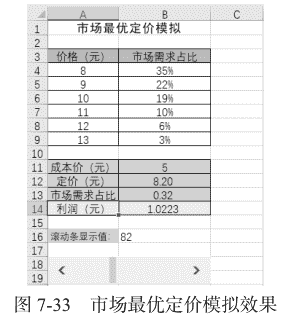 A B C
1 市场最优定价模拟
2
3 价格（元） 市场需求占比
4 8 35%
5 9 22%
6 10 19%
7 11 10%
8 12 6%
9 13 3%
10
11 成本价（元） 5
12 定价（元） 8.20
13 市场需求占比 0.32
14 利润（元） 1.0223
15
16 滚动条显示值： 82
17
18
19
图 7-33 市场最优定价模拟效果